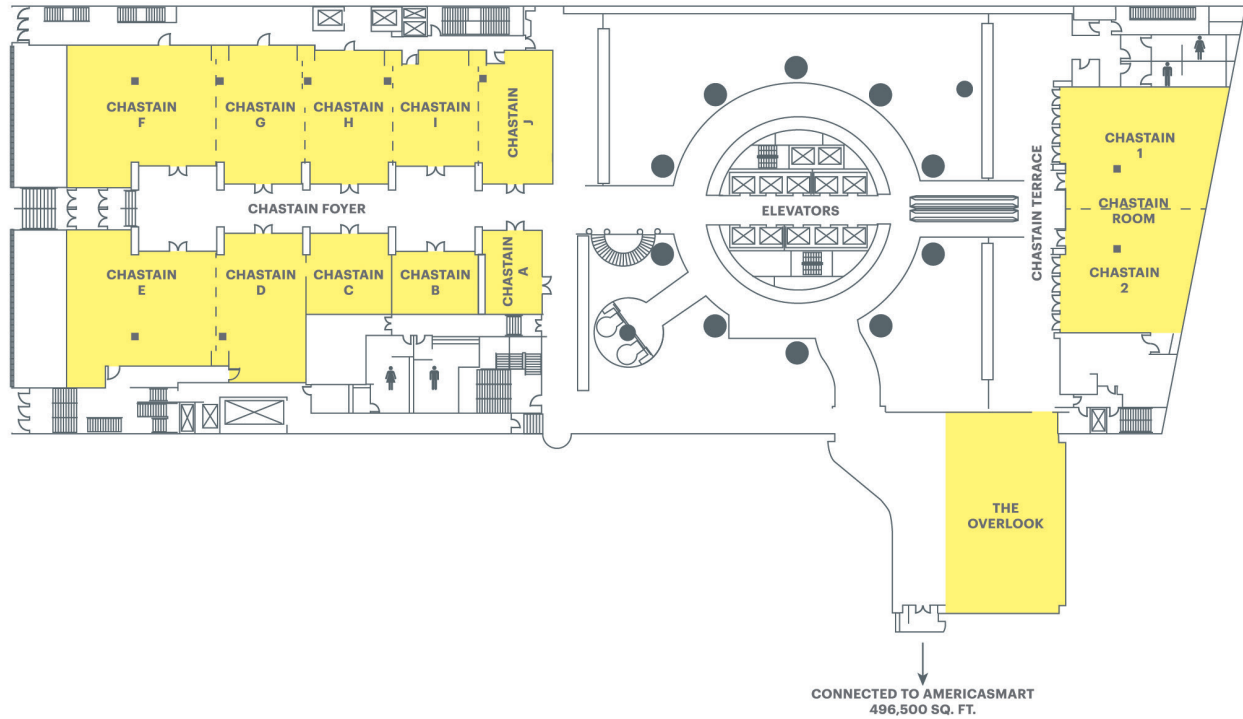 CHASTAIN
F
CHASTAIN
G
CHASTAIN
H
CHASTAIN
I
CHASTAIN
J
CHASTAIN FOYER
CHASTAIN
E
CHASTAIN
D
CHASTAIN
C
CHASTAIN
B
CHASTAIN
A
ELEVATORS
CHASTAIN TERRACE
CHASTAIN
1
CHASTAIN
ROOM
CHASTAIN
2
THE
OVERLOOK
CONNECTED TO AMERICASMART
496,500 SQ. FT.